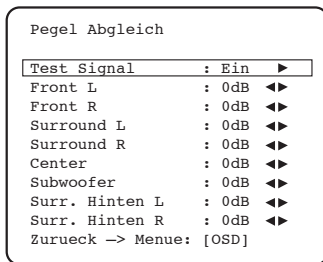 Pegel Abgleich
Test Signal : Ein ►
Front L : 0dB ◄►
Front R : 0dB ◄►
Surround L : 0dB ◄►
Surround R : 0dB ◄►
Center : 0dB ◄►
Subwoofer : 0dB ◄►
Surr. Hinten L : 0dB ◄►
Surr. Hinten R : 0dB ◄►
Zurueck —> Menue: [OSD]